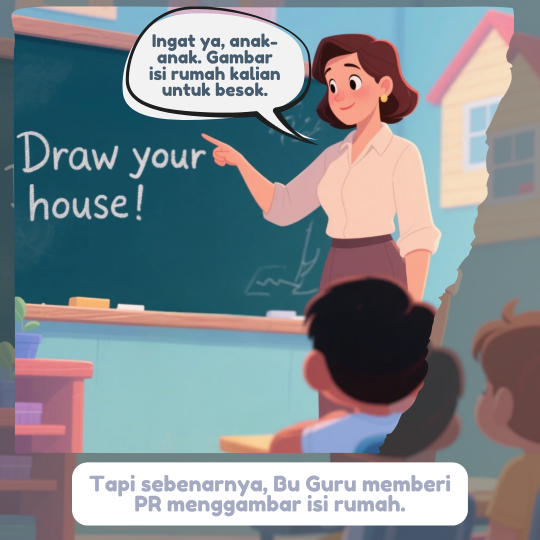 Ingat ya, anak-
anak. Gambar
isi rumah kalian
untuk besok.
Draw your
house!
Tapi sebenarnya, Bu Guru memberi
PR menggambar isi rumah.